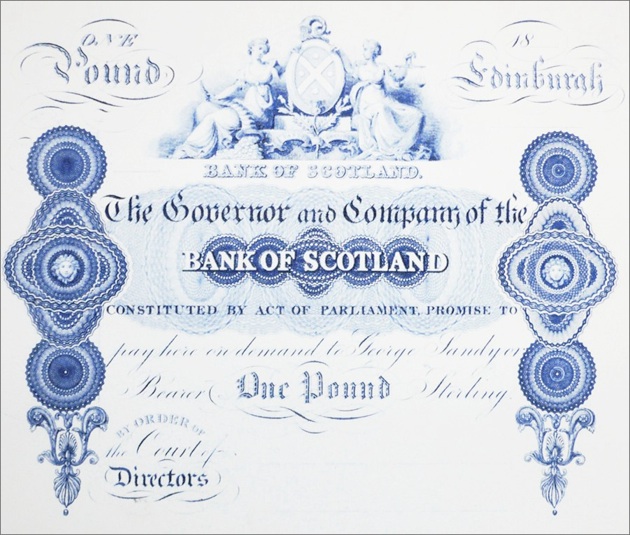 ONE
Pound
18
Edinburgh
BANK OF SCOTLAND.
The Governor and Company of the
BANK OF SCOTLAND
CONSTITUTED BY ACT OF PARLIAMENT, PROMISE TO
pay here on demand to George Sandy or
Bearer One Pound Sterling.
BY ORDER OF
the Court of
Directors